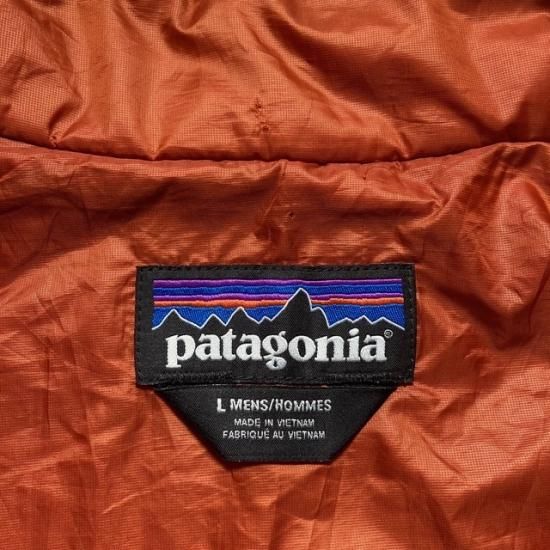 patagonia®
L MENS/HOMMES
MADE IN VIETNAM
FABRIQUÉ AU VIETNAM